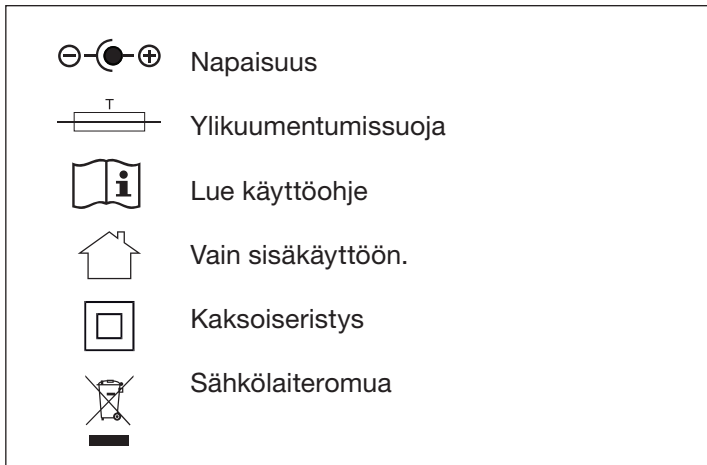 Napaisuus
T
Ylikuumentumissuoja
Lue käyttöohje
Vain sisäkäyttöön.
Kaksoiseristys
Sähkölaiteromua